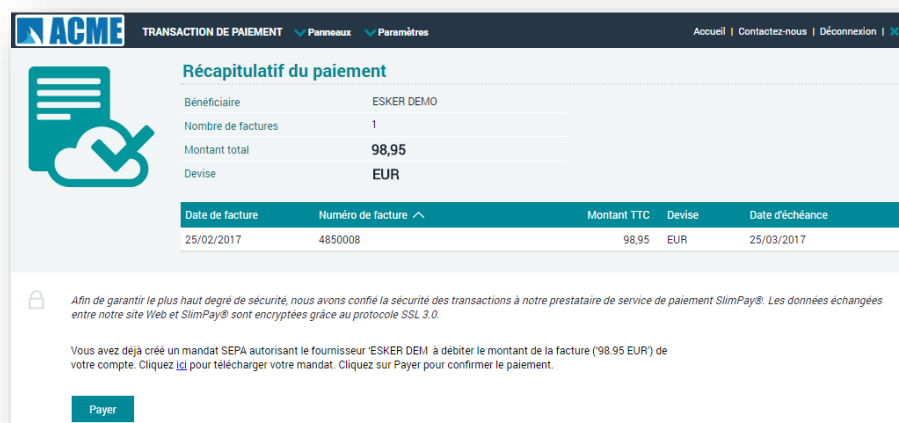 ACME TRANSACTION DE PAIEMENT Panneaux Paramètres Accueil | Contactez-nous | Déconnexion |
Récapitulatif du paiement
Bénéficiaire ESKER DEMO
Nombre de factures 1
Montant total 98,95
Devise EUR
Date de facture Numéro de facture Montant TTC Devise Date d'échéance
25/02/2017 4850008 98,95 EUR 25/03/2017
Afin de garantir le plus haut degré de sécurité, nous avons confié la sécurité des transactions à notre prestataire de service de paiement SlimPay®. Les données échangées
entre notre site Web et SlimPay® sont encryptées grâce au protocole SSL 3.0.
Vous avez déjà créé un mandat SEPA autorisant le fournisseur 'ESKER DEM à débiter le montant de la facture ('98.95 EUR') de
votre compte. Cliquez ici pour télécharger votre mandat. Cliquez sur Payer pour confirmer le paiement.
Payer